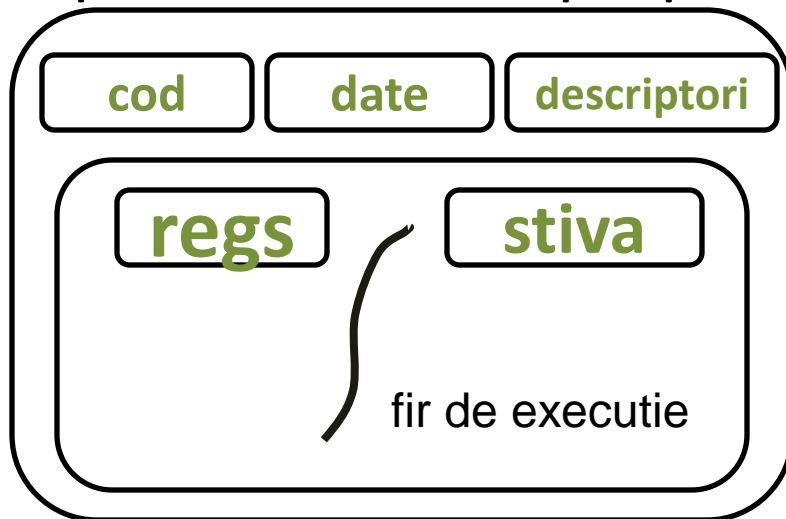 cod date descriptori
regs stiva
fir de executie